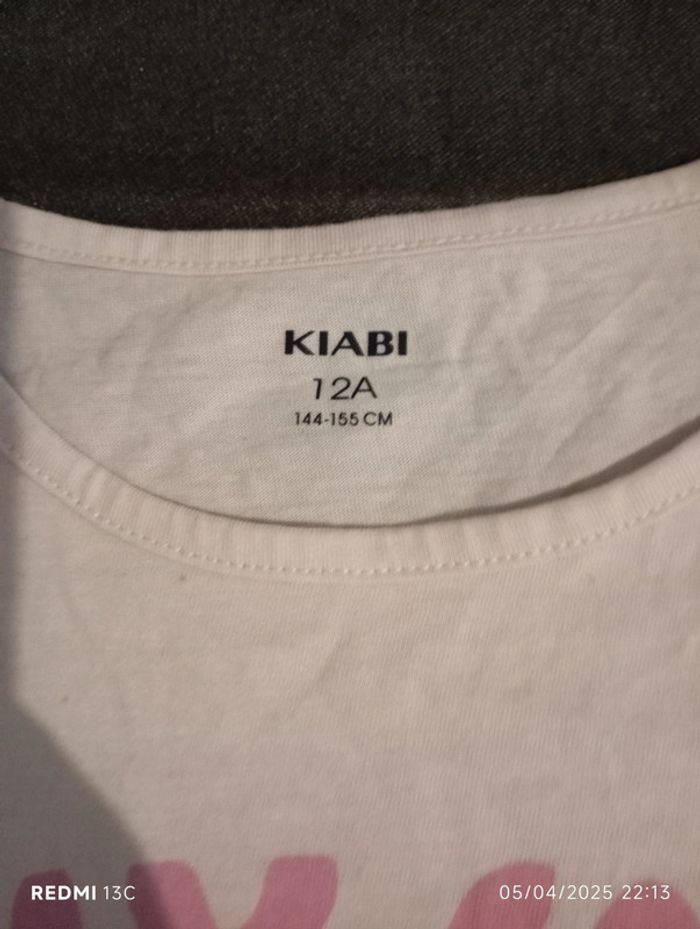 KIABI
12A
144-155 CM
REDMI 13C
05/04/2025 22:13